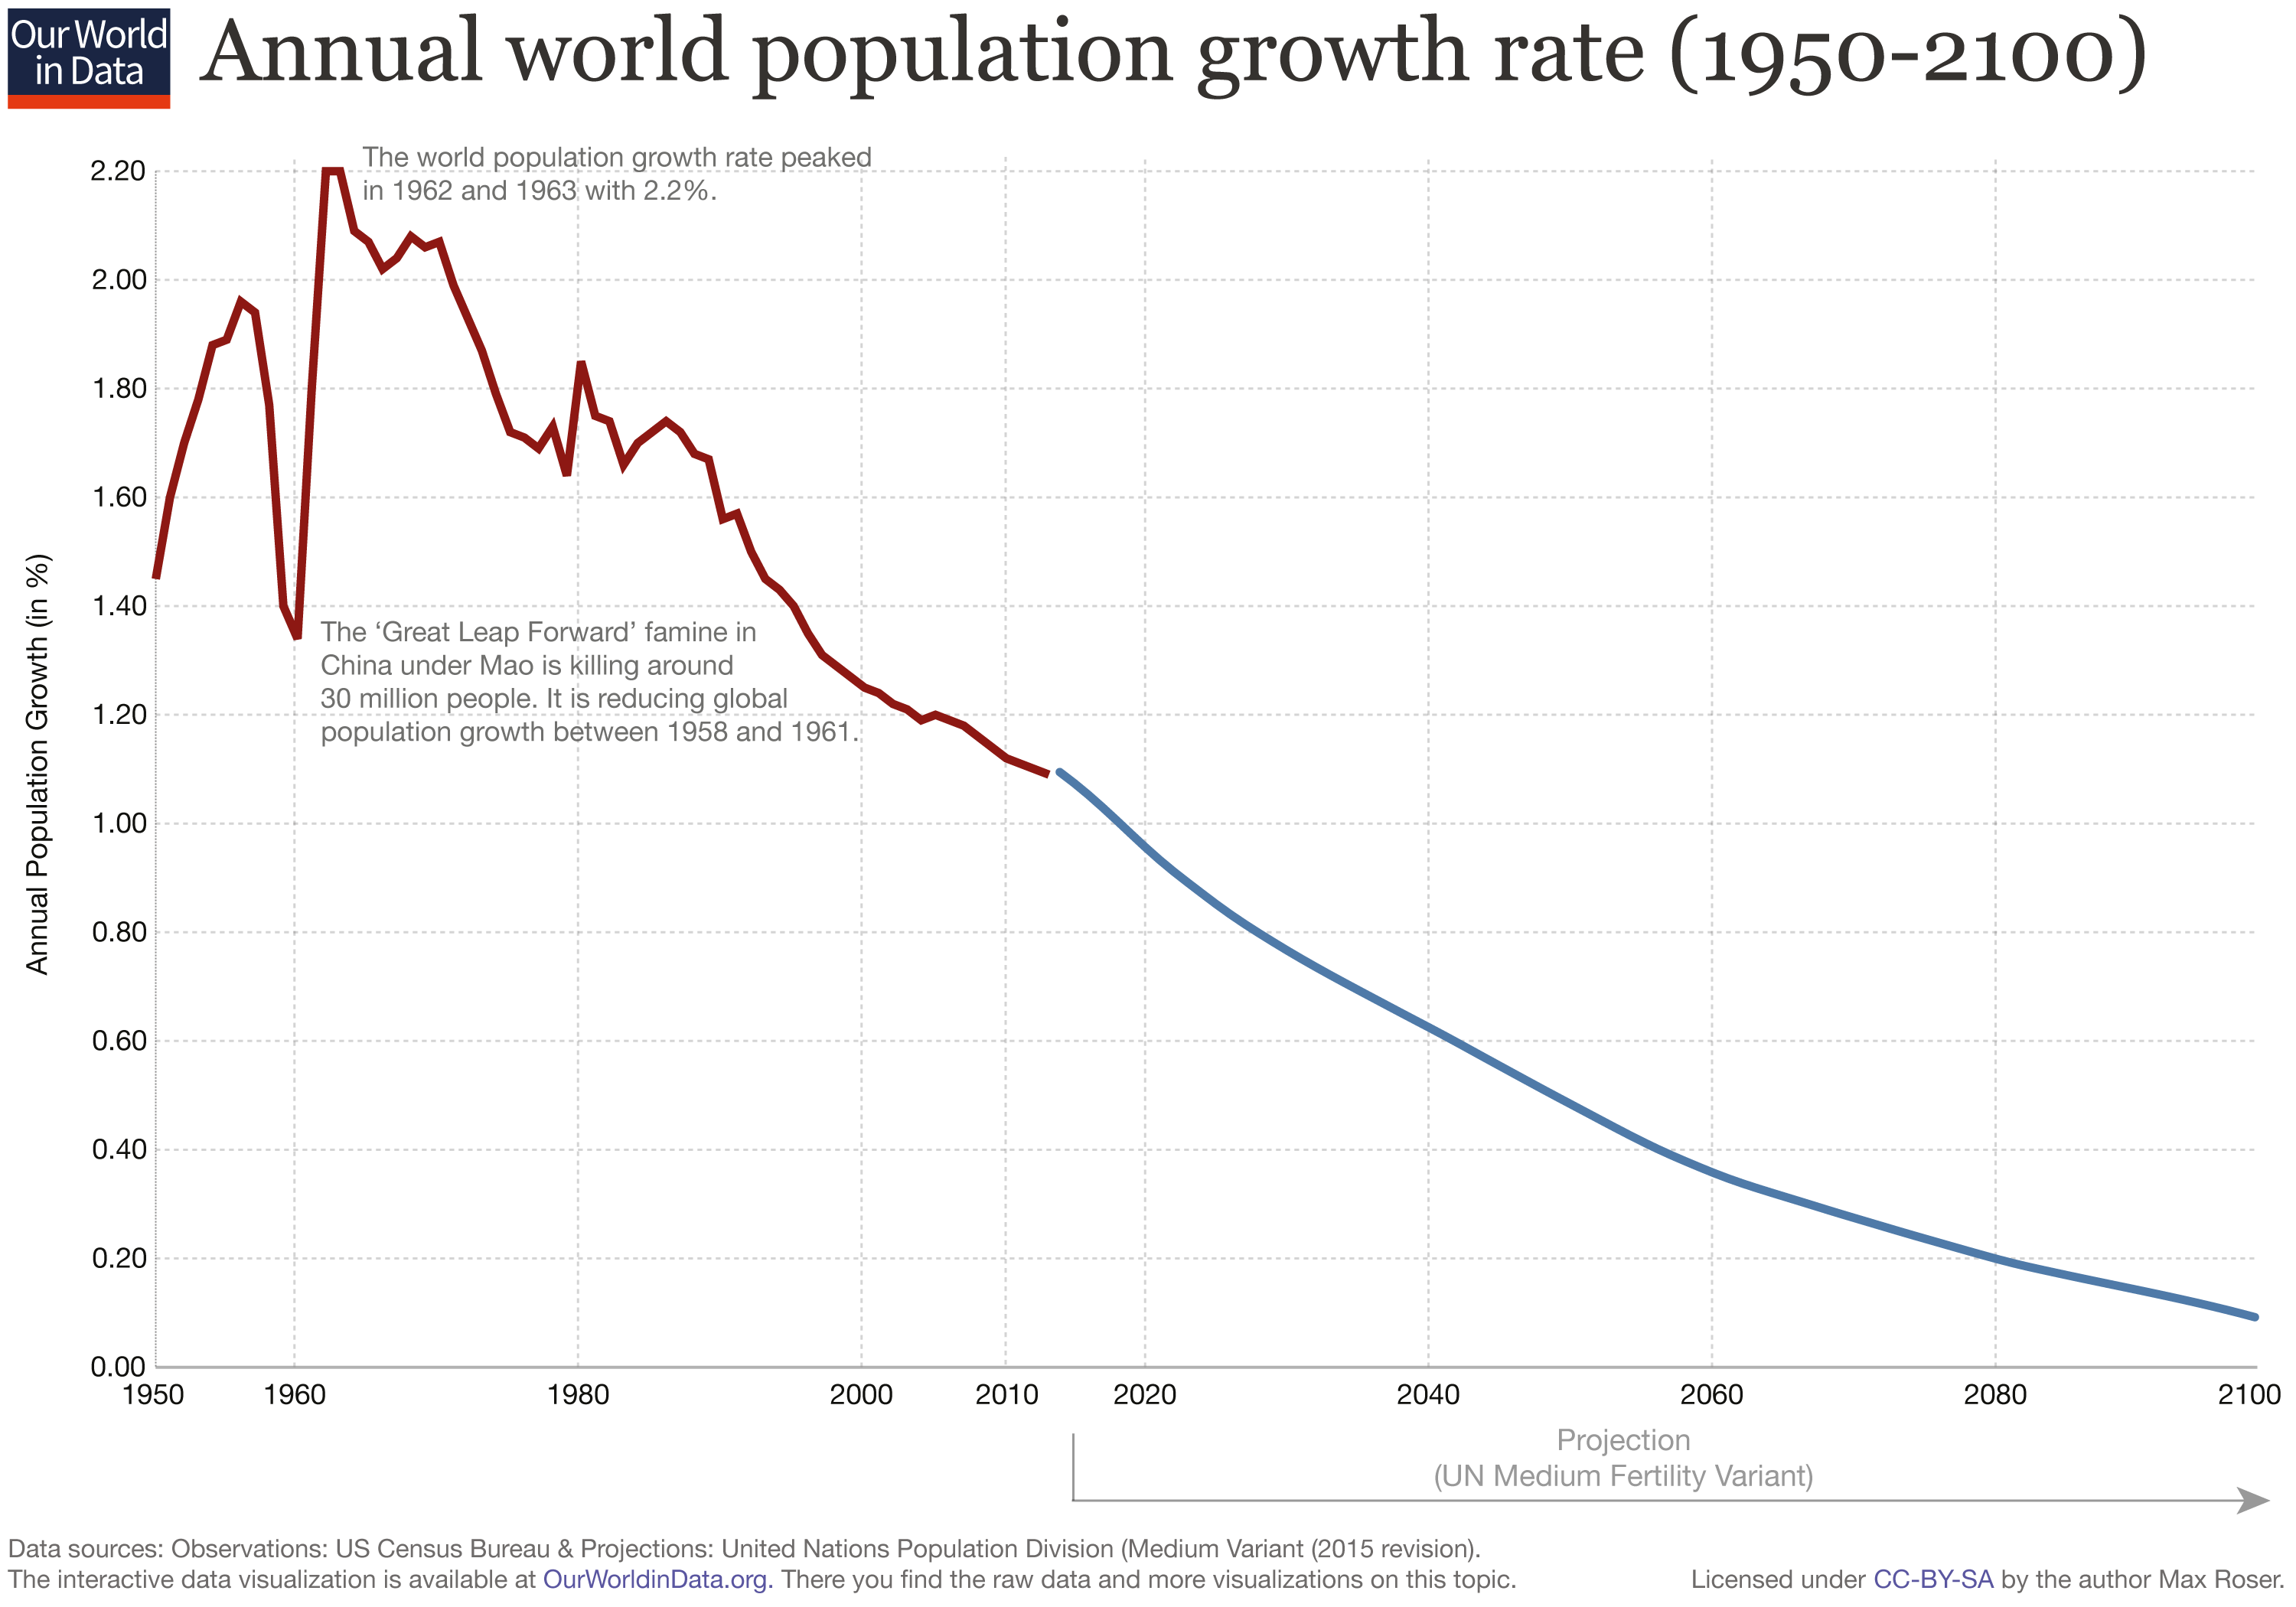 Our World
in Data
Annual world population growth rate (1950-2100)
The world population growth rate peaked
in 1962 and 1963 with 2.2%.
2.20
2.00
1.80
1.60
1.40
1.20
1.00
0.80
0.60
0.40
0.20
0.00
Annual Population Growth (in %)
The ‘Great Leap Forward’ famine in
China under Mao is killing around
30 million people. It is reducing global
population growth between 1958 and 1961.
1950 1960 1980 2000 2010 2020 2040 2060 2080 2100
Projection
(UN Medium Fertility Variant)
Data sources: Observations: US Census Bureau & Projections: United Nations Population Division (Medium Variant (2015 revision).
The interactive data visualization is available at OurWorldinData.org. There you find the raw data and more visualizations on this topic.
Licensed under CC-BY-SA by the author Max Roser.